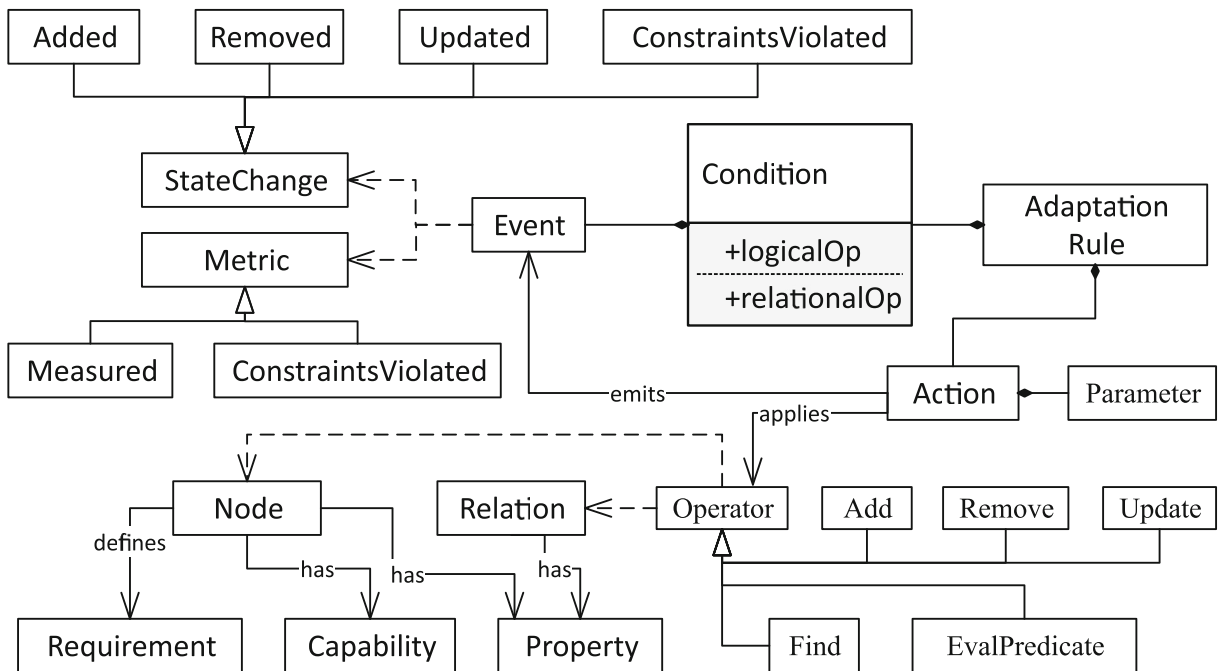 Added
Removed
Updated
ConstraintsViolated
StateChange
Condition
Adaptation
Rule
Event
Metric
+logicalOp
+relationalOp
Measured
ConstraintsViolated
emits
Action
Parameter
applies
Node
Relation
Operator
Add
Remove
Update
defines
has
has
has
Requirement
Capability
Property
Find
EvalPredicate